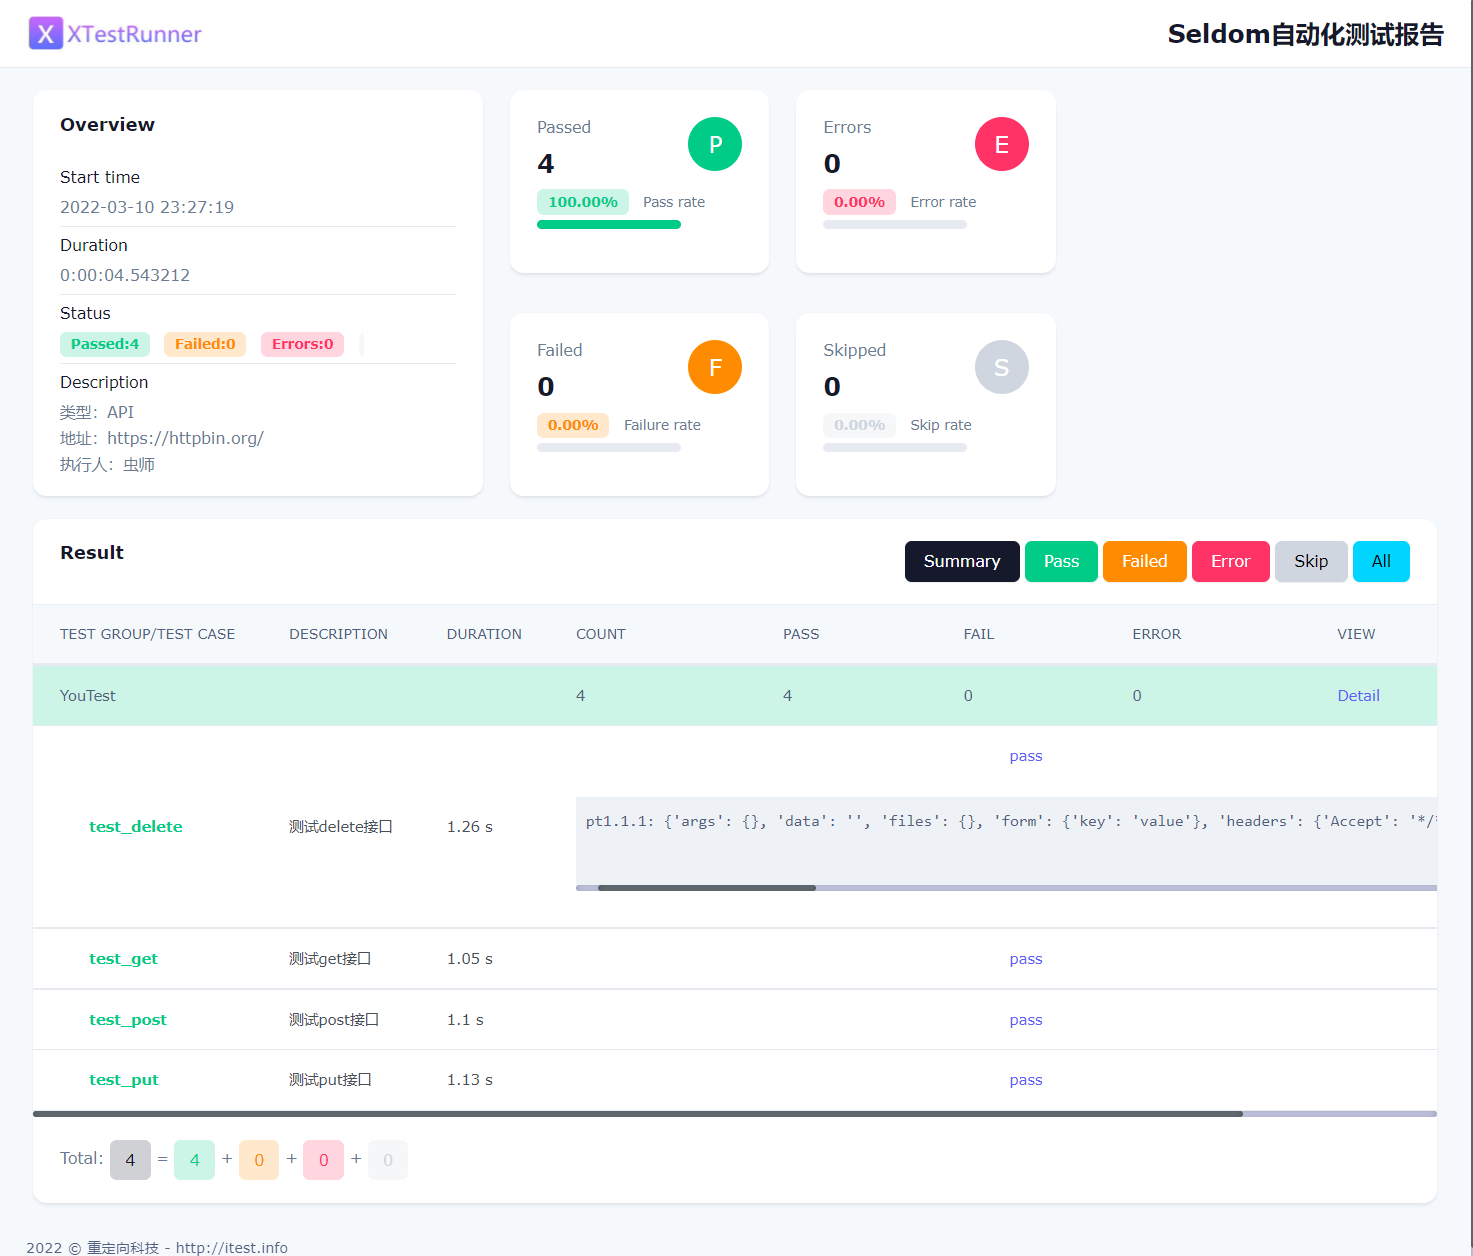 X XTestRunner
Seldom自动化测试报告
Overview
Start time
2022-03-10 23:27:19
Duration
0:00:04.543212
Status
Passed:4 Failed:0 Errors:0
Description
类型：API
地址：https://httpbin.org/
执行人：虫师
Passed
4
P
100.00% Pass rate
Errors
0
E
0.00% Error rate
Failed
0
F
0.00% Failure rate
Skipped
0
S
0.00% Skip rate
Result
Summary Pass Failed Error Skip All
TEST GROUP/TEST CASE DESCRIPTION DURATION COUNT PASS FAIL ERROR VIEW
YouTest 4 4 0 0 Detail
pass
test_delete 测试delete接口 1.26 s
pt1.1.1: {'args': {}, 'data': '', 'files': {}, 'form': {'key': 'value'}, 'headers': {'Accept': '*/
test_get 测试get接口 1.05 s pass
test_post 测试post接口 1.1 s pass
test_put 测试put接口 1.13 s pass
Total: 4 = 4 + 0 + 0 + 0
2022 © 重定向科技 - http://itest.info